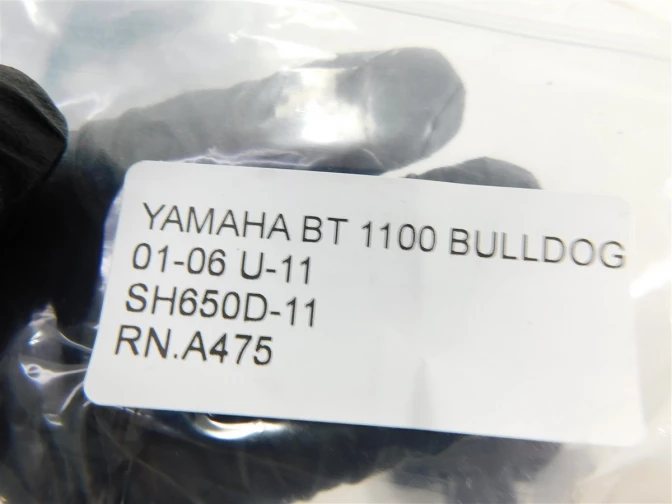 YAMAHA BT 1100 BULLDOG
01-06 U-11
SH650D-11
RN.A475